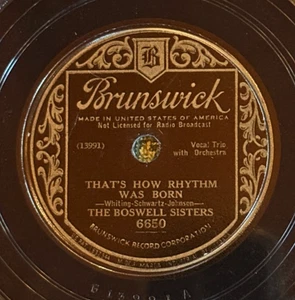 B
Brunswick
MADE IN UNITED STATES OF AMERICA
Not Licensed for Radio Broadcast
(13991) Vocal Trio
with Orchestra
THAT'S HOW RHYTHM
WAS BORN
—Whiting-Schwartz-Johnson—
THE BOSWELL SISTERS
6650
BRUNSWICK RECORD CORPORATION